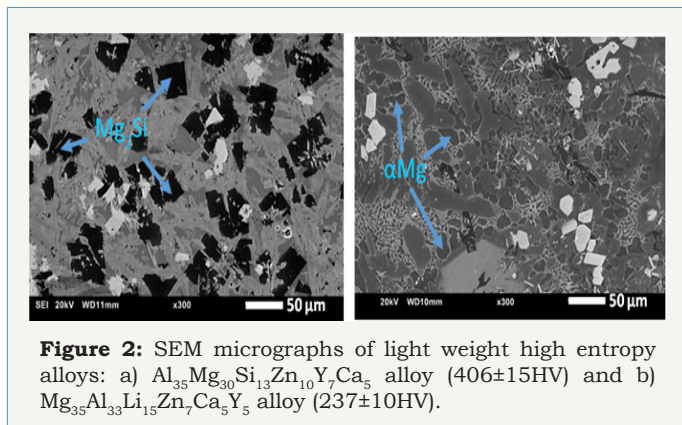 Mg₂Si
αMg
SEI 20kV WD11mm x300 50 µm
20kV WD10mm x300 50 µm
Figure 2: SEM micrographs of light weight high entropy
alloys: a) Al₃₅Mg₃₀Si₁₃Zn₁₀Y₇Ca₅ alloy (406±15HV) and b)
Mg₃₅Al₃₃Li₁₅Zn₇Ca₅Y₅ alloy (237±10HV).